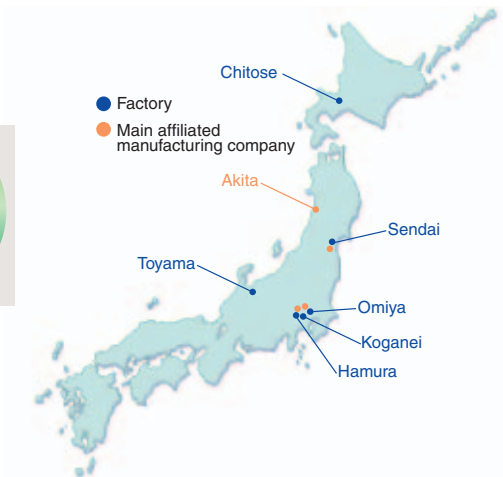 Chitose
Factory
Main affiliated
manufacturing company
Akita
Sendai
Toyama
Omiya
Koganei
Hamura